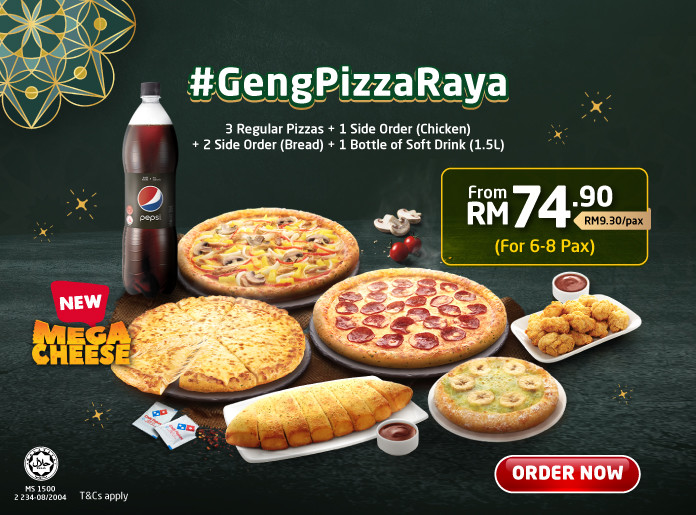 #GengPizzaRaya
3 Regular Pizzas + 1 Side Order (Chicken)
+ 2 Side Order (Bread) + 1 Bottle of Soft Drink (1.5L)
From
RM74.90
RM9.30/pax
(For 6-8 Pax)
pepsi
NEW
MEGA
CHEESE
ORDER NOW
MS 1500
2 234-08/2004
T&Cs apply